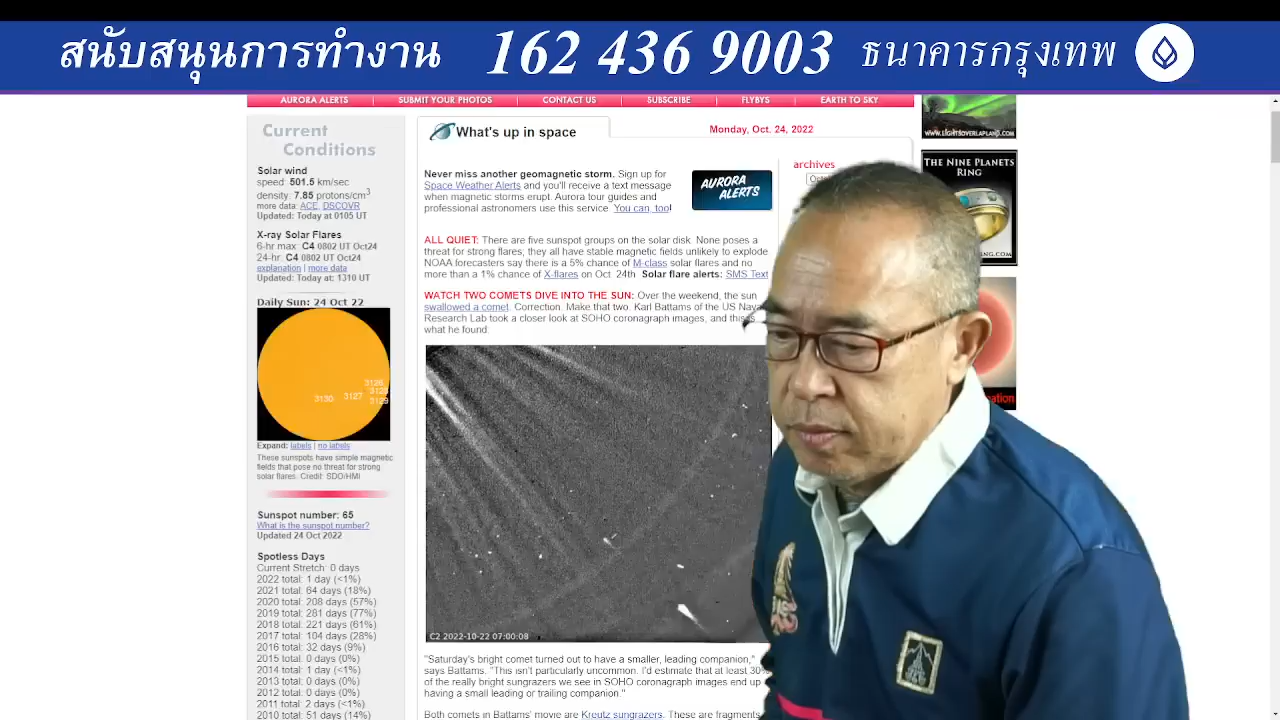 สนับสนุนการทำงาน 162 436 9003 ธนาคารกรุงเทพ
AURORA ALERTS SUBMIT YOUR PHOTOS CONTACT US SUBSCRIBE FLYBYS EARTH TO SKY
Current
Conditions
Solar wind
speed: 501.5 km/sec
density: 7.85 protons/cm3
more data: ACE, DSCOVR
Updated: Today at 0105 UT
X-ray Solar Flares
6-hr max: C4 0802 UT Oct24
24-hr: C4 0802 UT Oct24
explanation | more data
Updated: Today at: 1310 UT
Daily Sun: 24 Oct 22
3126
3129
3130 3127
Expand: labels | no labels
These sunspots have simple magnetic
fields that pose no threat for strong
solar flares. Credit: SDO/HMI
Sunspot number: 65
What is the sunspot number?
Updated 24 Oct 2022
Spotless Days
Current Stretch: 0 days
2022 total: 1 day (<1%)
2021 total: 64 days (18%)
2020 total: 208 days (57%)
2019 total: 281 days (77%)
2018 total: 221 days (61%)
2017 total: 104 days (28%)
2016 total: 32 days (9%)
2015 total: 0 days (0%)
2014 total: 1 day (<1%)
2013 total: 0 days (0%)
2012 total: 0 days (0%)
2011 total: 2 days (<1%)
2010 total: 51 days (14%)
What's up in space
Monday, Oct. 24, 2022
archives
Never miss another geomagnetic storm. Sign up for
Space Weather Alerts and you'll receive a text message
when magnetic storms erupt. Aurora tour guides and
professional astronomers use this service. You can, too!
AURORA
ALERTS
ALL QUIET: There are five sunspot groups on the solar disk. None poses a
threat for strong flares; they all have stable magnetic fields unlikely to explode.
NOAA forecasters say there is a 5% chance of M-class solar flares and no
more than a 1% chance of X-flares on Oct. 24th. Solar flare alerts: SMS Text
WATCH TWO COMETS DIVE INTO THE SUN: Over the weekend, the sun
swallowed a comet. Correction. Make that two. Karl Battams of the US Naval
Research Lab took a closer look at SOHO coronagraph images, and this is
what he found:
C2 2022-10-22 07:00:08
"Saturday's bright comet turned out to have a smaller, leading companion,"
says Battams. "This isn't particularly uncommon. I'd estimate that at least 30%
of the really bright sungrazers we see in SOHO coronagraph images end up
having a small leading or trailing companion."
Both comets in Battams' movie are Kreutz sungrazers. These are fragments
WWW.LIGHTSOVERLAPLAND.COM
THE NINE PLANETS
RING